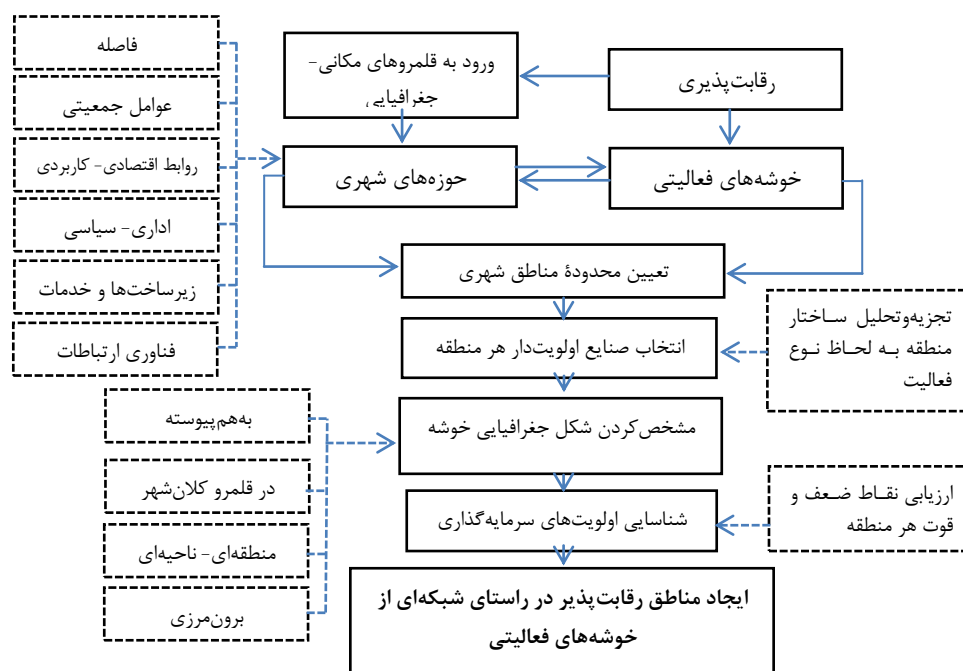 رقابت‌پذیری
ورود به قلمروهای مکانی-
جغرافیایی
خوشه‌های فعالیتی
حوزه‌های شهری
فاصله
عوامل جمعیتی
روابط اقتصادی- کاربردی
اداری- سیاسی
زیرساخت‌ها و خدمات
فناوری ارتباطات
تعیین محدودۀ مناطق شهری
تجزیه‌وتحلیل ساختار
منطقه به لحاظ نوع
فعالیت
انتخاب صنایع اولویت‌دار هر منطقه
مشخص‌کردن شکل جغرافیایی خوشه
به‌هم‌پیوسته
در قلمرو کلان‌شهر
منطقه‌ای- ناحیه‌ای
برون‌مرزی
ارزیابی نقاط ضعف و
قوت هر منطقه
شناسایی اولویت‌های سرمایه‌گذاری
ایجاد مناطق رقابت‌پذیر در راستای شبکه‌ای از
خوشه‌های فعالیتی